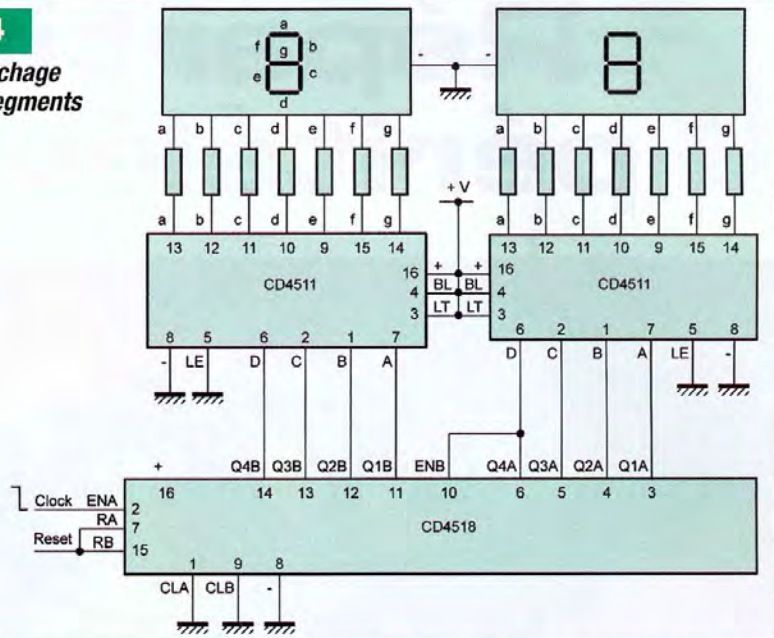 4
chage
egments
a
f g b
e c
d
- -
a b c d e f g a b c d e f g
+ V
a b c d e f g a b c d e f g
13 12 11 10 9 15 14 13 12 11 10 9 15 14
CD4511 16 + + 16 CD4511
4 BL BL 4
3 LT LT 3
8 5 6 2 1 7 6 2 1 7 5 8
- LE D C B A D C B A LE -
+ Q4B Q3B Q2B Q1B ENB Q4A Q3A Q2A Q1A
16 14 13 12 11 10 6 5 4 3
Clock ENA 2
RA 7
Reset RB 15
CD4518
1 9 8
CLA CLB -